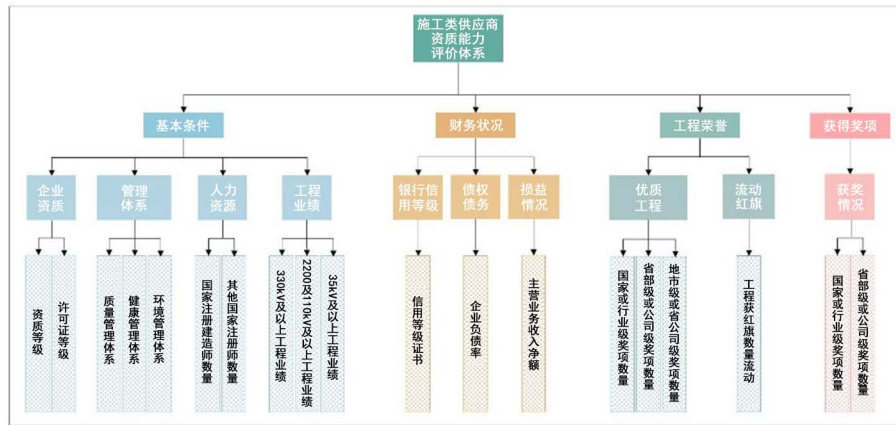 施工类供应商
资质能力
评价体系
基本条件
财务状况
工程荣誉
获得奖项
企业
资质
管理
体系
人力
资源
工程
业绩
银行信
用等级
债权
债务
损益
情况
优质
工程
流动
红旗
获奖
情况
资质等级
许可证等级
质量管理体系
健康管理体系
环境管理体系
国家注册建造师数量
其他国家注册师数量
330kV及以上工程业绩
2200及110kV及以上工程业绩
35kV及以上工程业绩
信用等级证书
企业负债率
主营业务收入净额
国家或行业级奖项数量
省部级或公司级奖项数量
地市级或省公司级奖项数量
工程获红旗数量流动
国家或行业级奖项数量
省部级或公司级奖项数量